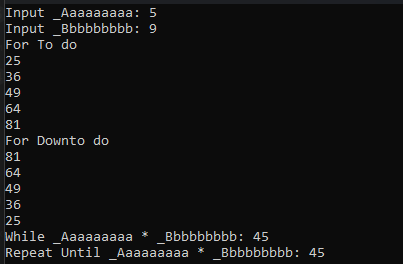 Input _Aaaaaaaaa: 5
Input _Bbbbbbbbb: 9
For To do
25
36
49
64
81
For Downto do
81
64
49
36
25
While _Aaaaaaaaa * _Bbbbbbbbb: 45
Repeat Until _Aaaaaaaaa * _Bbbbbbbbb: 45